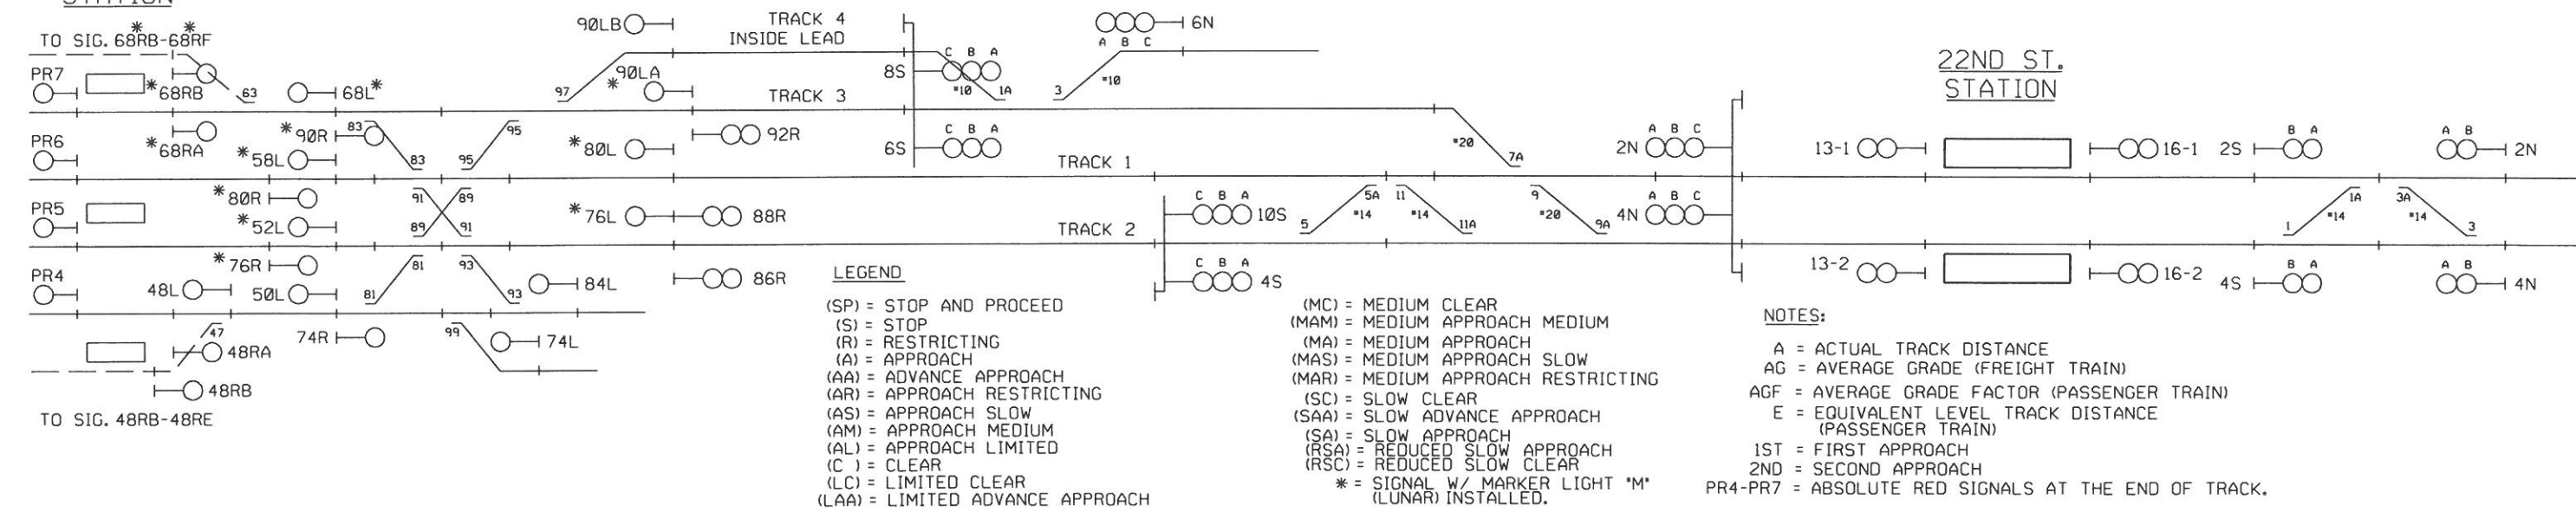 STATION
TO SIG. 68RB-68RF
* *
PR7
*68RB
63
68L*
90LB
97
* 90LA
TRACK 4
INSIDE LEAD
TRACK 3
8S
C B A
"10
1A
6N
A B C
3
"10
22ND ST.
STATION
PR6
*68RA
*90R
83
*58L
83
95
95
*80L
92R
6S
C B A
TRACK 1
"20
7A
2N
A B C
13-1
16-1
2S
B A
A B
2N
PR5
*80R
*52L
91
89
89
91
*76L
88R
TRACK 2
C B A
10S
5
5A
"14
11
"14
11A
9
"20
9A
4N
A B C
1
1A
"14
3A
"14
3
PR4
*76R
48L
50L
81
81
93
93
84L
86R
C B A
4S
13-2
16-2
4S
B A
A B
4N
47
48RA
74R
99
74L
48RB
TO SIG. 48RB-48RE
LEGEND
(SP) = STOP AND PROCEED
(S) = STOP
(R) = RESTRICTING
(A) = APPROACH
(AA) = ADVANCE APPROACH
(AR) = APPROACH RESTRICTING
(AS) = APPROACH SLOW
(AM) = APPROACH MEDIUM
(AL) = APPROACH LIMITED
(C ) = CLEAR
(LC) = LIMITED CLEAR
(LAA) = LIMITED ADVANCE APPROACH
(MC) = MEDIUM CLEAR
(MAM) = MEDIUM APPROACH MEDIUM
(MA) = MEDIUM APPROACH
(MAS) = MEDIUM APPROACH SLOW
(MAR) = MEDIUM APPROACH RESTRICTING
(SC) = SLOW CLEAR
(SAA) = SLOW ADVANCE APPROACH
(SA) = SLOW APPROACH
(RSA) = REDUCED SLOW APPROACH
(RSC) = REDUCED SLOW CLEAR
* = SIGNAL W/ MARKER LIGHT "M"
(LUNAR) INSTALLED.
NOTES:
A = ACTUAL TRACK DISTANCE
AG = AVERAGE GRADE (FREIGHT TRAIN)
AGF = AVERAGE GRADE FACTOR (PASSENGER TRAIN)
E = EQUIVALENT LEVEL TRACK DISTANCE
(PASSENGER TRAIN)
1ST = FIRST APPROACH
2ND = SECOND APPROACH
PR4-PR7 = ABSOLUTE RED SIGNALS AT THE END OF TRACK.